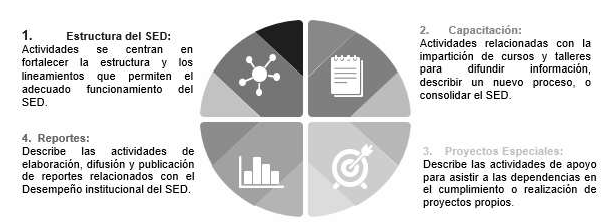 1. Estructura del SED:
Actividades se centran en
fortalecer la estructura y los
lineamientos que permiten el
adecuado funcionamiento del
SED.
2. Capacitación:
Actividades relacionadas con la
impartición de cursos y talleres
para difundir información,
describir un nuevo proceso, o
consolidar el SED.
3. Proyectos Especiales:
Describe las actividades de apoyo
para asistir a las dependencias en
el cumplimiento o realización de
proyectos propios.
4. Reportes:
Describe las actividades de
elaboración, difusión y publicación
de reportes relacionados con el
Desempeño institucional del SED.